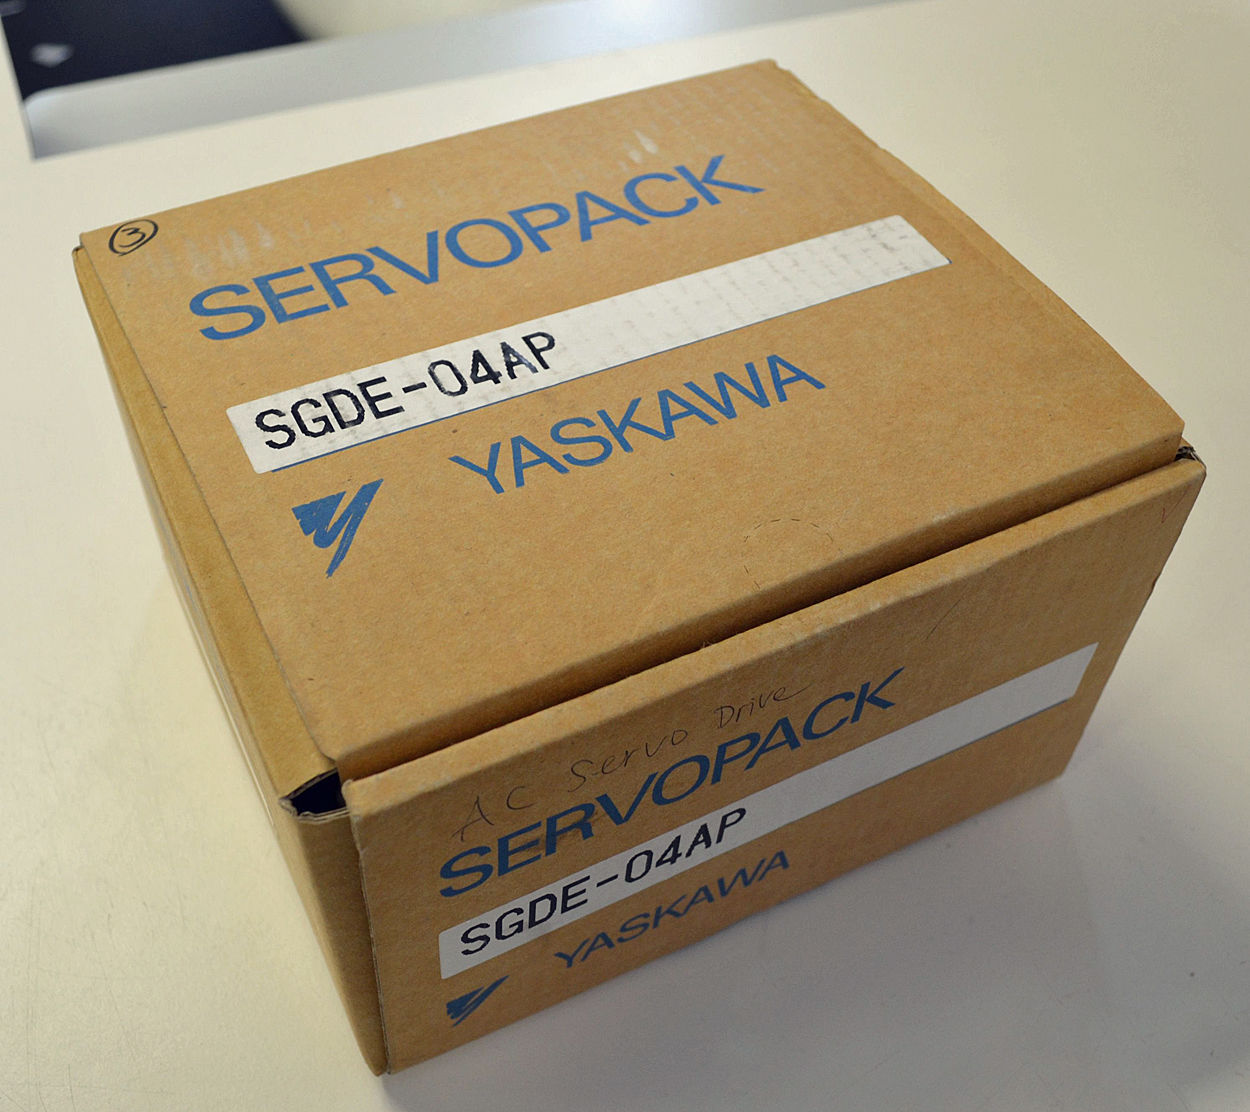 3
SERVOPACK
SGDE-04AP
YASKAWA
AC Servo Drive
SERVOPACK
SGDE-04AP
YASKAWA